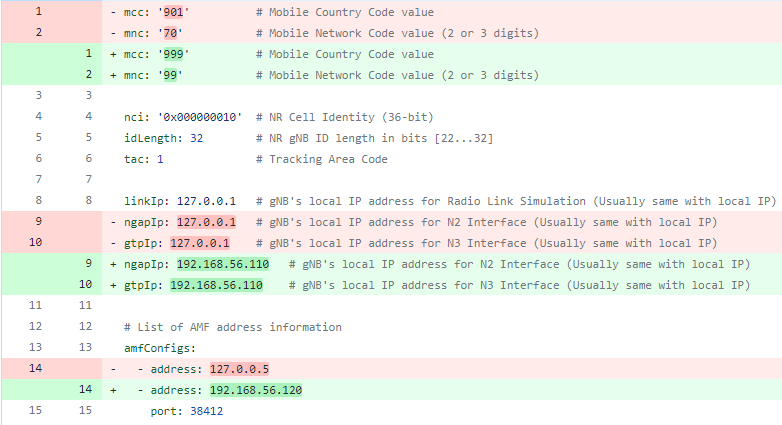 1 - mcc: '901' # Mobile Country Code value
2 - mnc: '70' # Mobile Network Code value (2 or 3 digits)
1 + mcc: '999' # Mobile Country Code value
2 + mnc: '99' # Mobile Network Code value (2 or 3 digits)
3 3
4 4 nci: '0x000000010' # NR Cell Identity (36-bit)
5 5 idLength: 32 # NR gNB ID length in bits [22...32]
6 6 tac: 1 # Tracking Area Code
7 7
8 8 linkIp: 127.0.0.1 # gNB's local IP address for Radio Link Simulation (Usually same with local IP)
9 - ngapIp: 127.0.0.1 # gNB's local IP address for N2 Interface (Usually same with local IP)
10 - gtpIp: 127.0.0.1 # gNB's local IP address for N3 Interface (Usually same with local IP)
9 + ngapIp: 192.168.56.110 # gNB's local IP address for N2 Interface (Usually same with local IP)
10 + gtpIp: 192.168.56.110 # gNB's local IP address for N3 Interface (Usually same with local IP)
11 11
12 12 # List of AMF address information
13 13 amfConfigs:
14 - - address: 127.0.0.5
14 + - address: 192.168.56.120
15 15 port: 38412